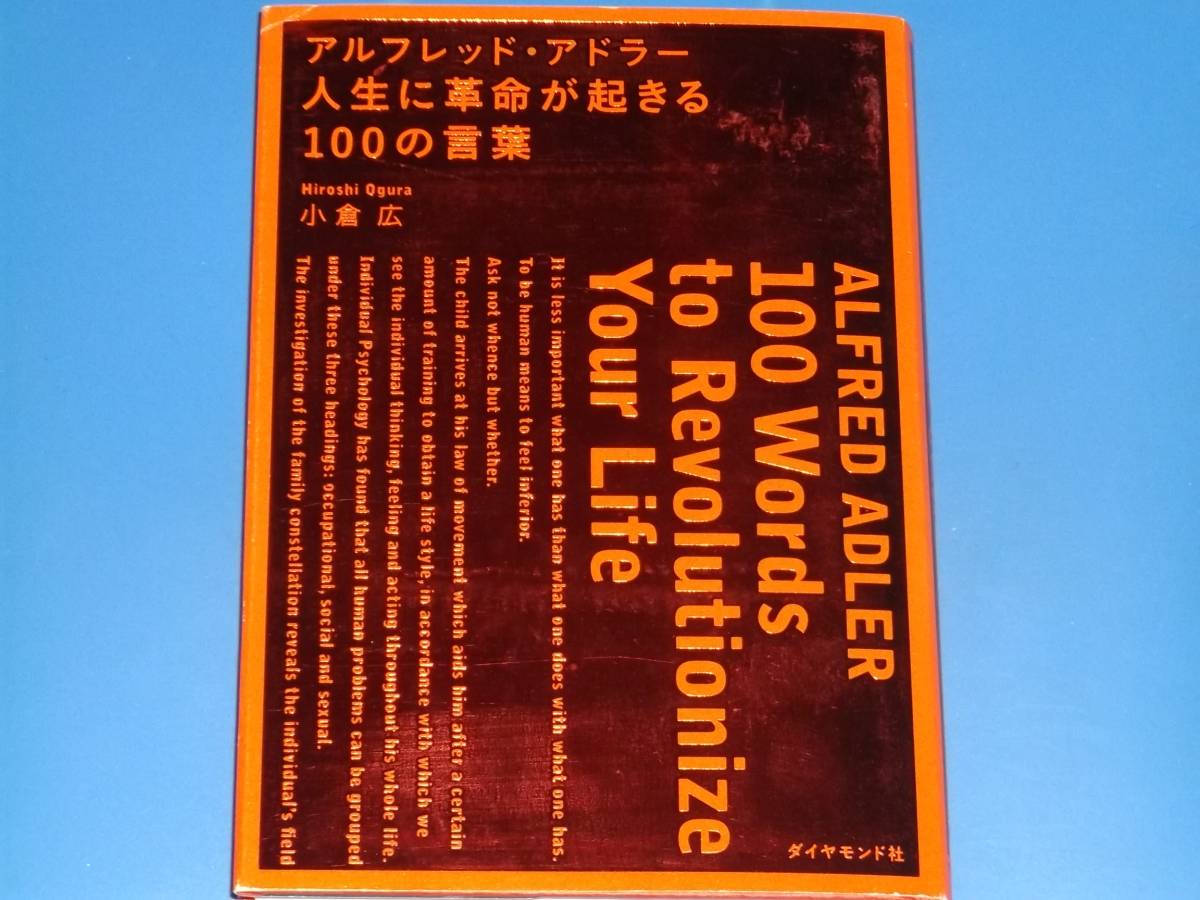 アルフレッド・アドラー
人生に革命が起きる
100の言葉
Hiroshi Ogura
小倉 広
ALFRED ADLER
100 Words
to Revolutionize
Your Life
It is less important what one has than what one does with what one has.
To be human means to feel inferior.
Ask not whence but whether.
The child arrives at his law of movement which aids him after a certain
amount of training to obtain a life style, in accordance with which we
see the individual thinking, feeling and acting throughout his whole life.
Individual Psychology has found that all human problems can be grouped
under these three headings: occupational, social and sexual.
The investigation of the family constellation reveals the individual's field
ダイヤモンド社